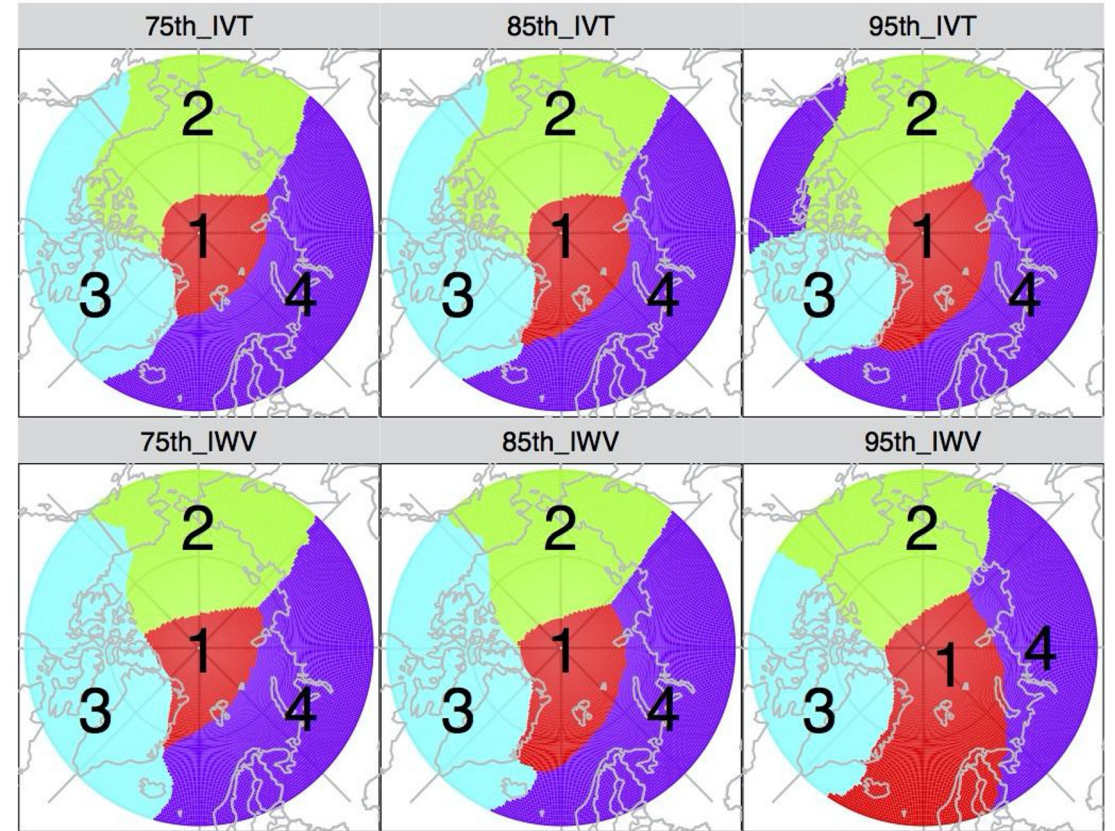 75th_IVT 85th_IVT 95th_IVT
2 2 2
1 1 1
3 4 3 4 3 4
75th_IWV 85th_IWV 95th_IWV
2 2 2
1 1 1 4
3 4 3 4 3